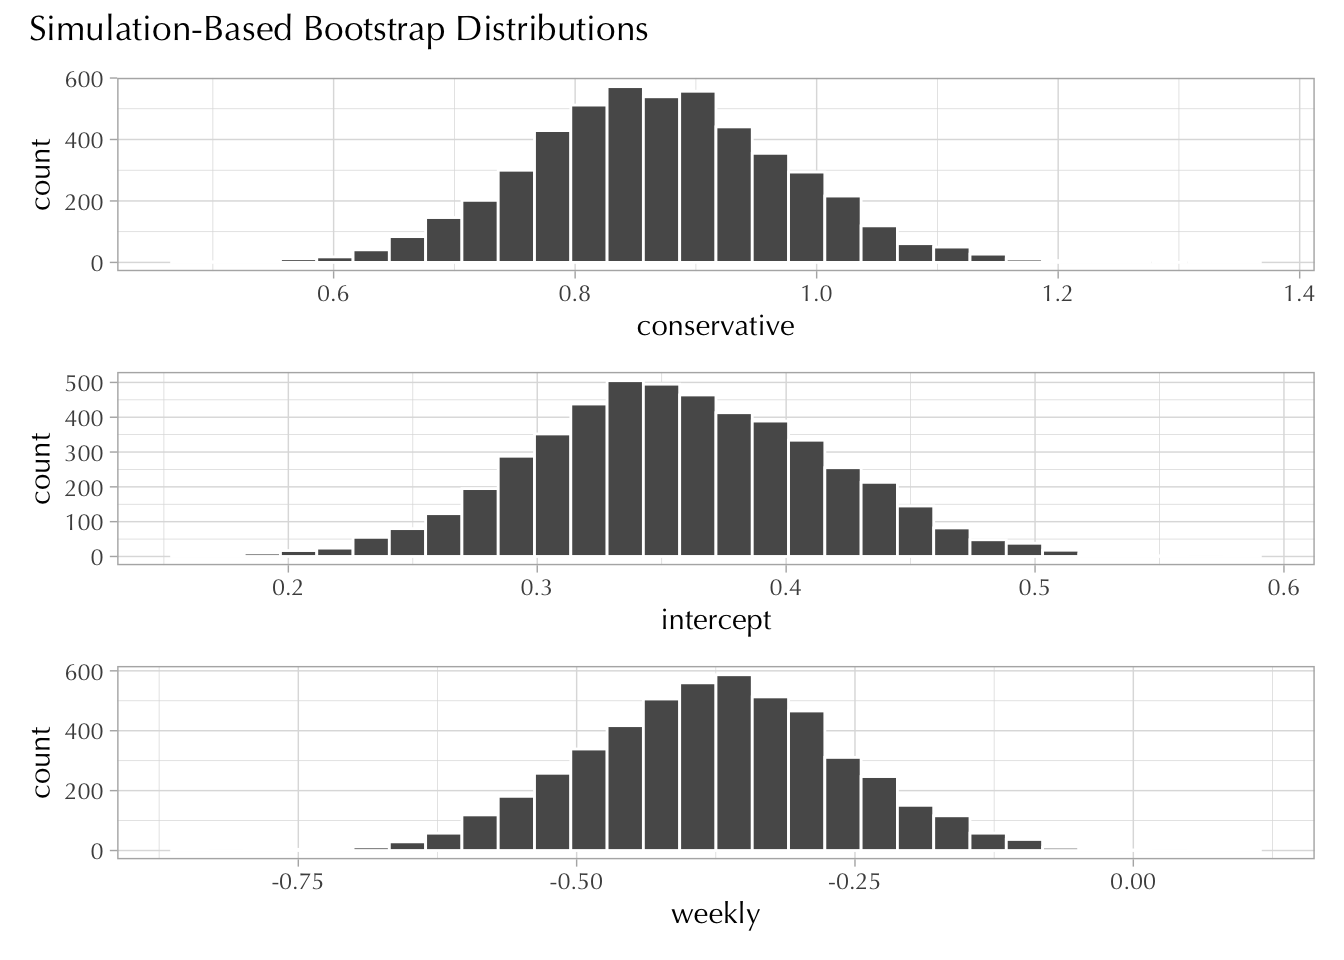 Simulation-Based Bootstrap Distributions
600
400
200
0
count
0.6 0.8 1.0 1.2 1.4
conservative
500
400
300
200
100
0
count
0.2 0.3 0.4 0.5 0.6
intercept
600
400
200
0
count
-0.75 -0.50 -0.25 0.00
weekly